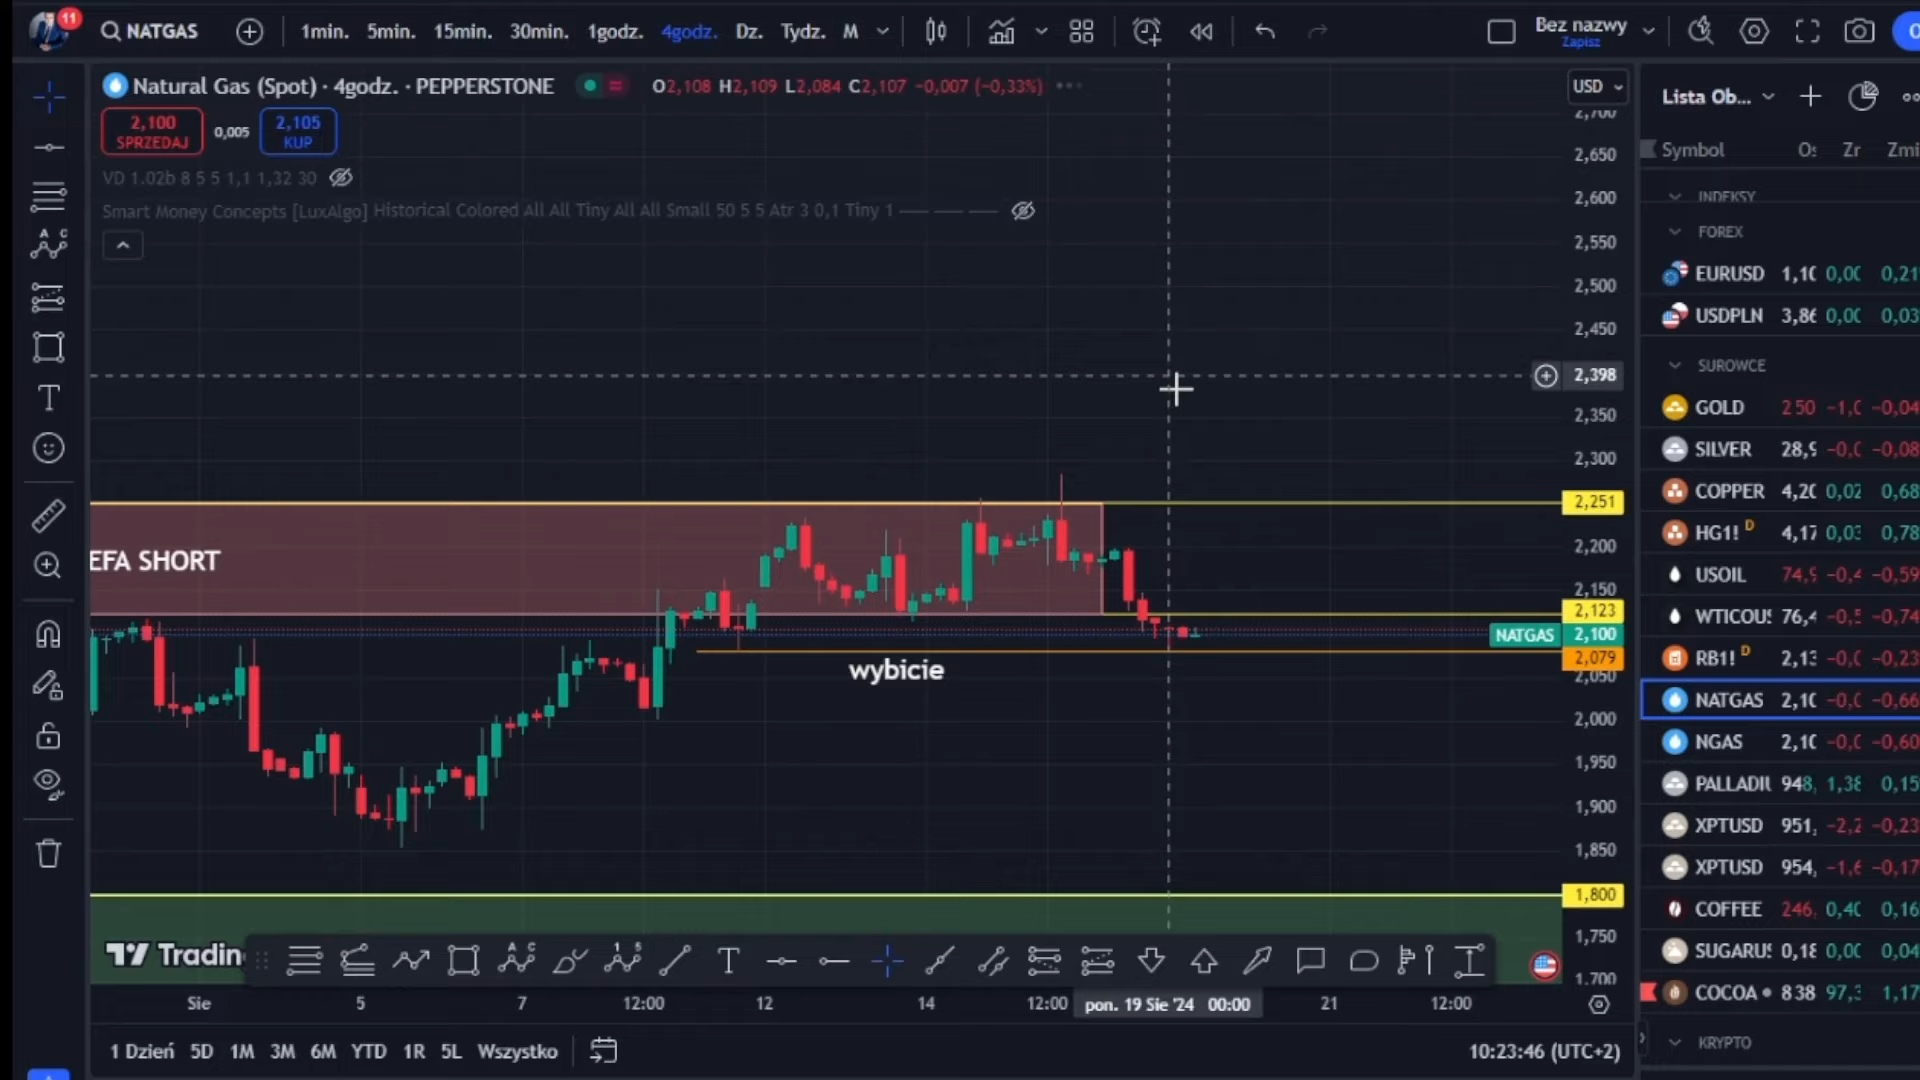 11
NATGAS
1min. 5min. 15min. 30min. 1godz. 4godz. Dz. Tydz. M
Bez nazwy
Zapisz
Natural Gas (Spot) · 4godz. · PEPPERSTONE
O2,108 H2,109 L2,084 C2,107 −0,007 (−0,33%)
USD
2,100
SPRZEDAJ
0,005
2,105
KUP
VD 1.02b 8 5 5 1,1 1,32 30
Smart Money Concepts [LuxAlgo] Historical Colored All All Tiny All All Small 50 5 5 Atr 3 0,1 Tiny 1
2,700
2,650
2,600
2,550
2,500
2,450
2,398
2,350
2,300
2,251
2,200
2,150
2,123
NATGAS 2,100
2,079
2,050
2,000
1,950
1,900
1,850
1,800
1,750
1,700
EFA SHORT
wybicie
Tradin
Sie 5 7 12:00 12 14 12:00 pon. 19 Sie '24 00:00 21 12:00
1 Dzień 5D 1M 3M 6M YTD 1R 5L Wszystko
10:23:46 (UTC+2)
Lista Ob...
Symbol Os Zr Zmi
INDEKSY
FOREX
EURUSD 1,10 0,00 0,21
USDPLN 3,86 0,00 0,03
SUROWCE
GOLD 2 50 −1,0 −0,04
SILVER 28,9 −0,0 −0,08
COPPER 4,20 0,02 0,68
HG1! D 4,17 0,03 0,78
USOIL 74,9 −0,4 −0,59
WTICOUS 76,4 −0,5 −0,74
RB1! D 2,13 −0,0 −0,23
NATGAS 2,10 −0,0 −0,66
NGAS 2,10 −0,0 −0,60
PALLADIU 948, 1,38 0,15
XPTUSD 951, −2,2 −0,23
XPTUSD 954, −1,6 −0,17
COFFEE 246, 0,40 0,16
SUGARUS 0,18 0,00 0,04
COCOA 838 97,3 1,17
KRYPTO